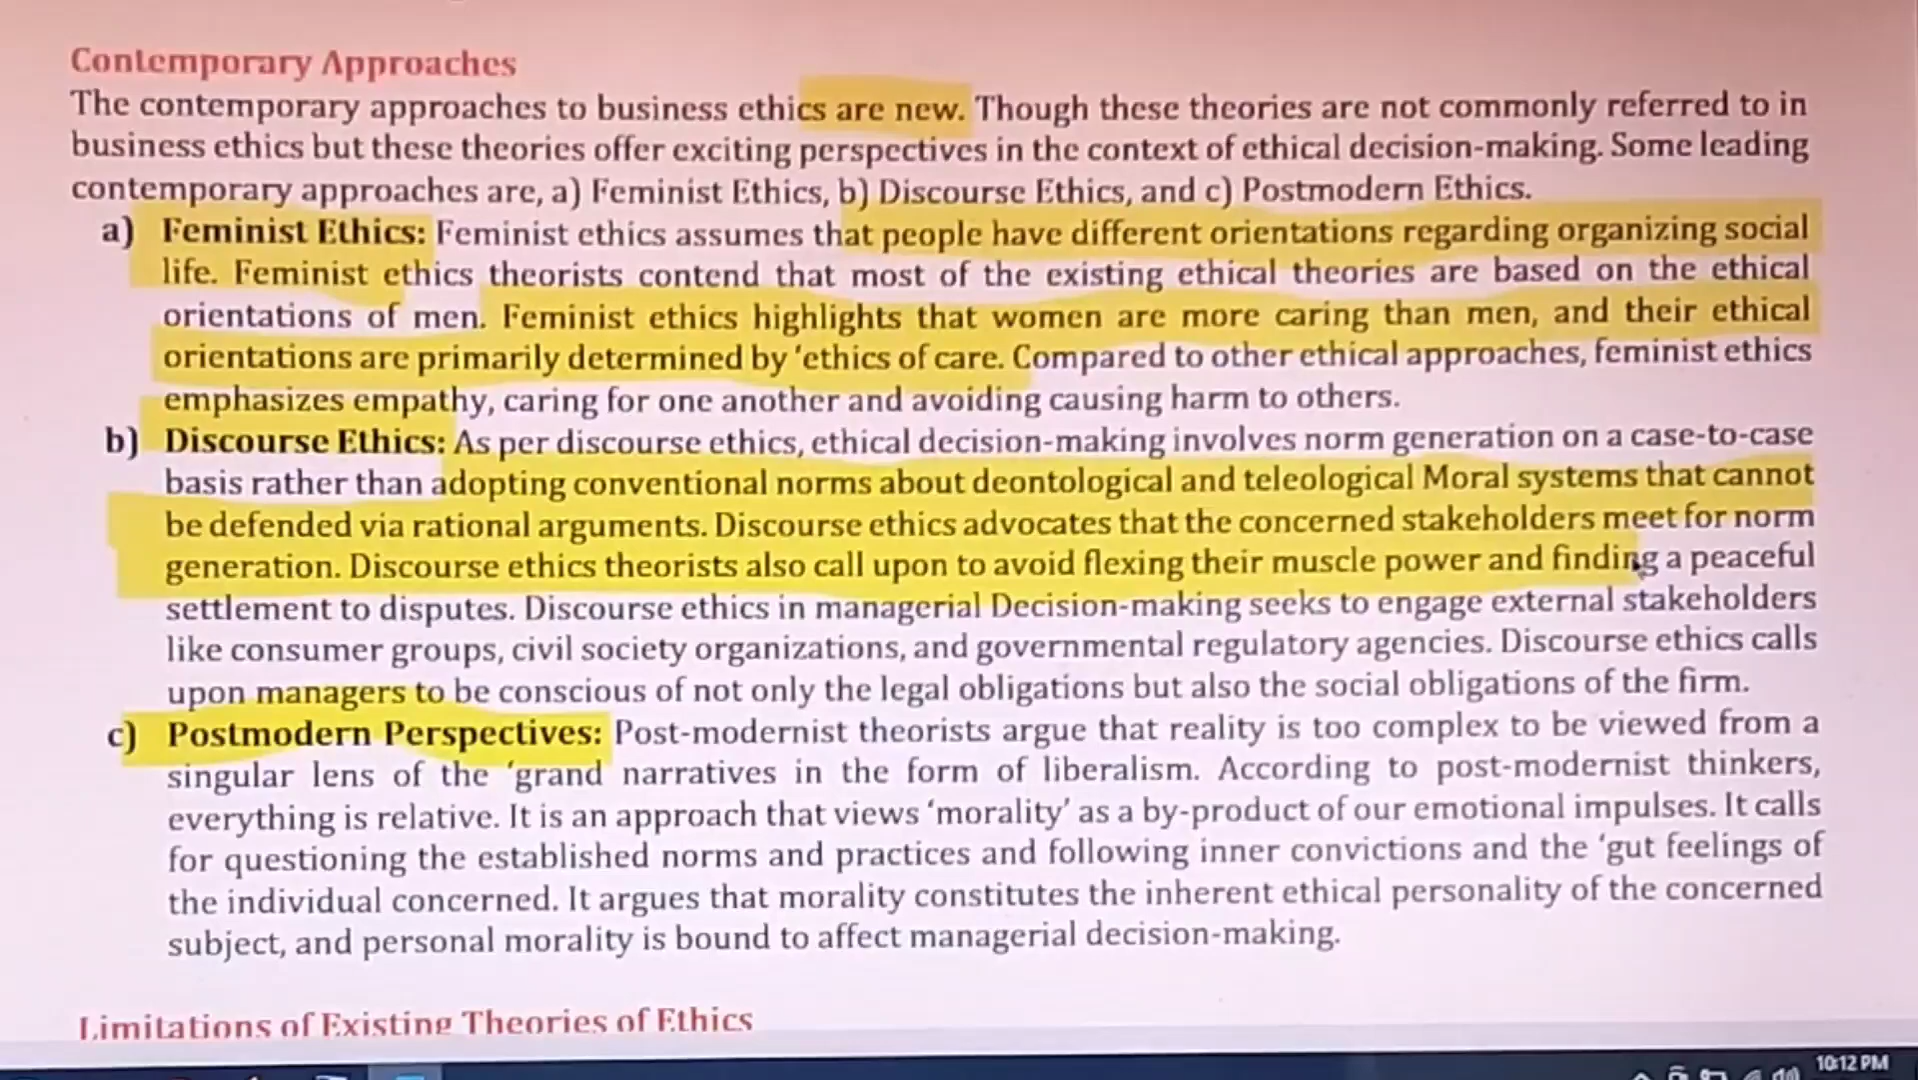 Contemporary Approaches
The contemporary approaches to business ethics are new. Though these theories are not commonly referred to in
business ethics but these theories offer exciting perspectives in the context of ethical decision-making. Some leading
contemporary approaches are, a) Feminist Ethics, b) Discourse Ethics, and c) Postmodern Ethics.
a) Feminist Ethics: Feminist ethics assumes that people have different orientations regarding organizing social
life. Feminist ethics theorists contend that most of the existing ethical theories are based on the ethical
orientations of men. Feminist ethics highlights that women are more caring than men, and their ethical
orientations are primarily determined by 'ethics of care. Compared to other ethical approaches, feminist ethics
emphasizes empathy, caring for one another and avoiding causing harm to others.
b) Discourse Ethics: As per discourse ethics, ethical decision-making involves norm generation on a case-to-case
basis rather than adopting conventional norms about deontological and teleological Moral systems that cannot
be defended via rational arguments. Discourse ethics advocates that the concerned stakeholders meet for norm
generation. Discourse ethics theorists also call upon to avoid flexing their muscle power and finding a peaceful
settlement to disputes. Discourse ethics in managerial Decision-making seeks to engage external stakeholders
like consumer groups, civil society organizations, and governmental regulatory agencies. Discourse ethics calls
upon managers to be conscious of not only the legal obligations but also the social obligations of the firm.
c) Postmodern Perspectives: Post-modernist theorists argue that reality is too complex to be viewed from a
singular lens of the 'grand narratives in the form of liberalism. According to post-modernist thinkers,
everything is relative. It is an approach that views 'morality' as a by-product of our emotional impulses. It calls
for questioning the established norms and practices and following inner convictions and the 'gut feelings of
the individual concerned. It argues that morality constitutes the inherent ethical personality of the concerned
subject, and personal morality is bound to affect managerial decision-making.
Limitations of Existing Theories of Ethics
10:12 PM